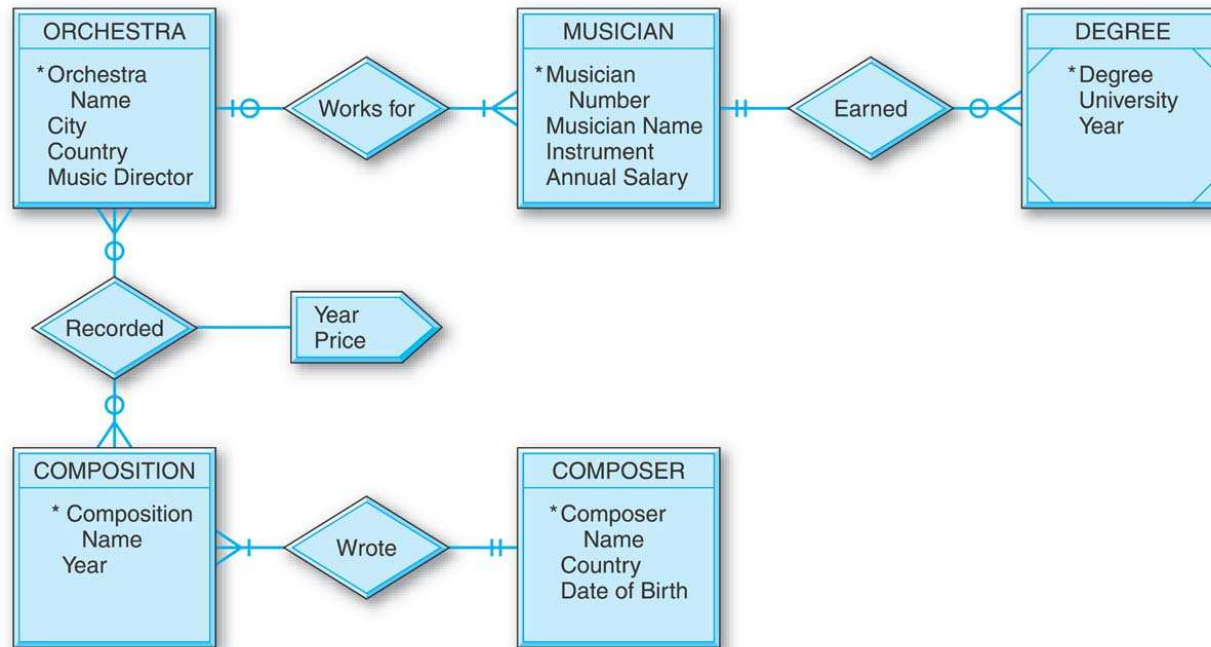 ORCHESTRA
*Orchestra
Name
City
Country
Music Director
Works for
MUSICIAN
*Musician
Number
Musician Name
Instrument
Annual Salary
Earned
DEGREE
*Degree
University
Year
Recorded
Year
Price
COMPOSITION
* Composition
Name
Year
Wrote
COMPOSER
*Composer
Name
Country
Date of Birth